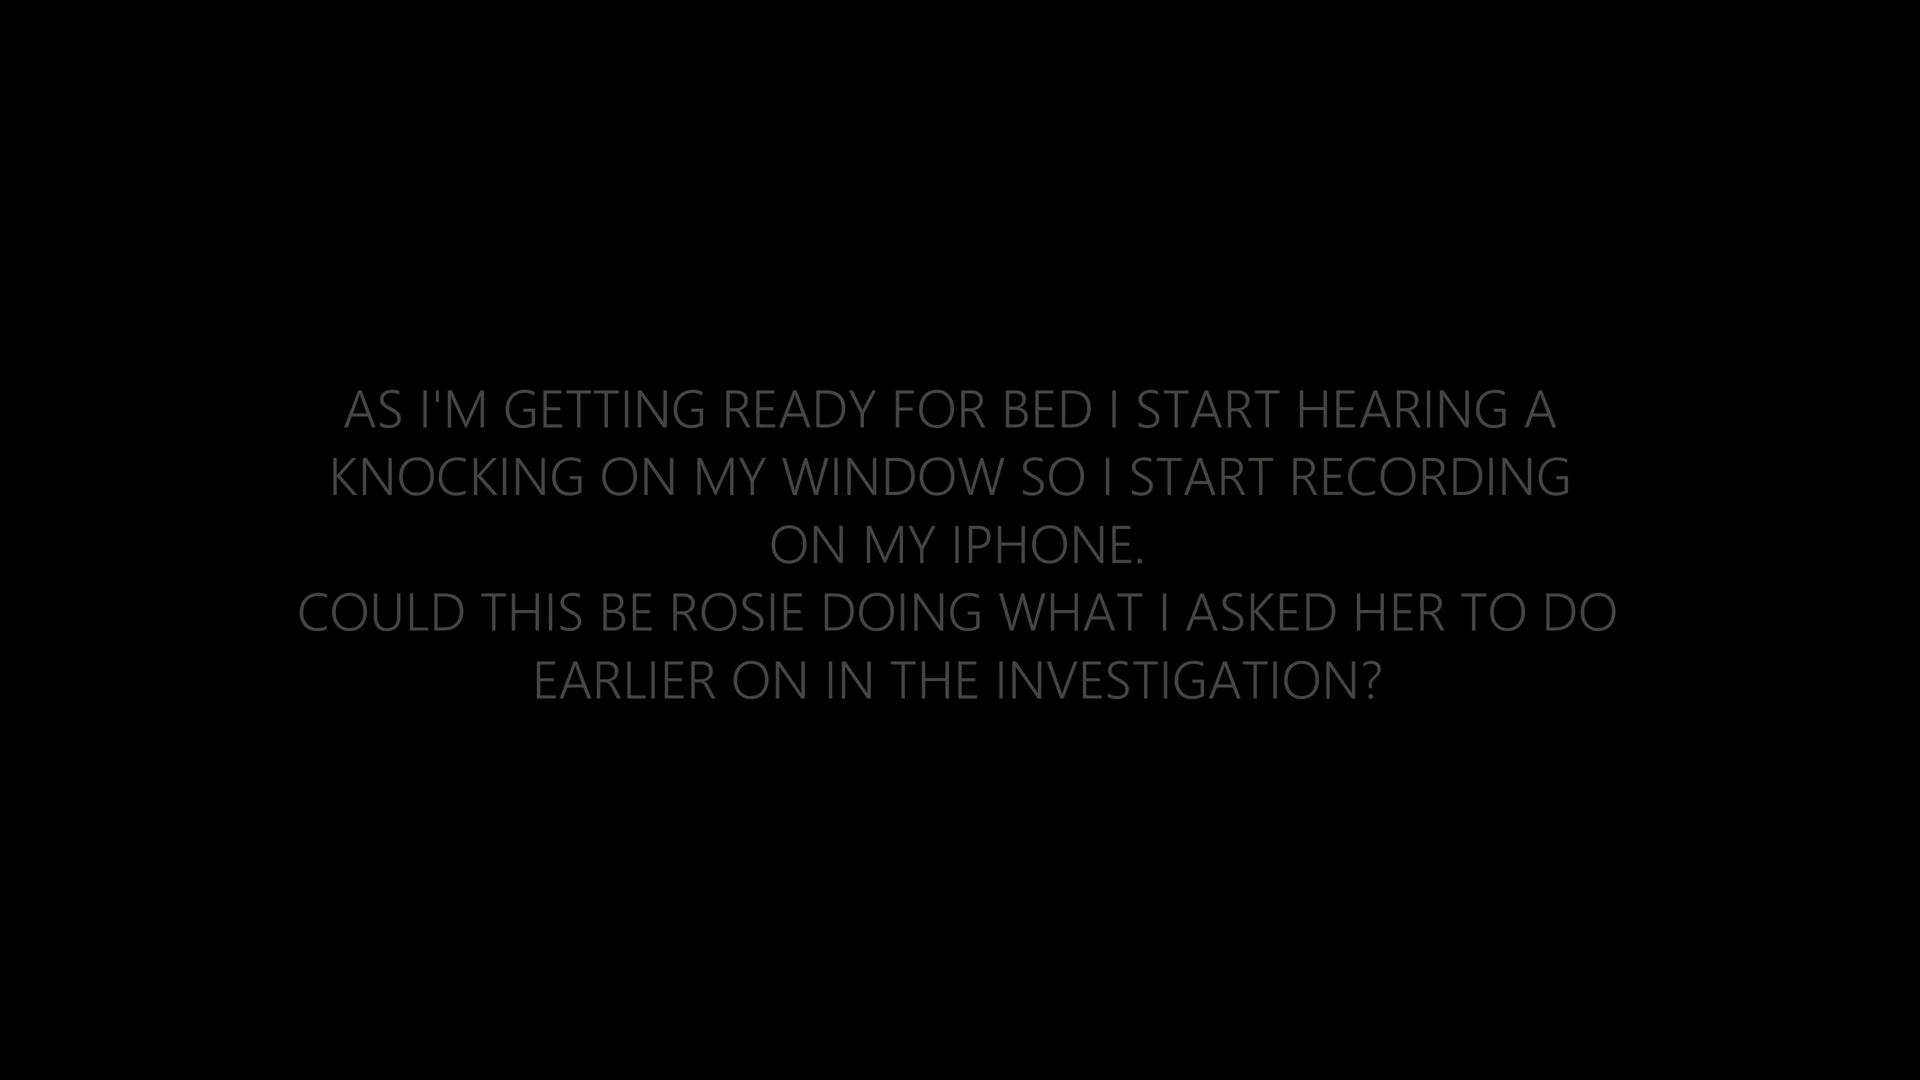 AS I'M GETTING READY FOR BED I START HEARING A
KNOCKING ON MY WINDOW SO I START RECORDING
ON MY IPHONE.
COULD THIS BE ROSIE DOING WHAT I ASKED HER TO DO
EARLIER ON IN THE INVESTIGATION?